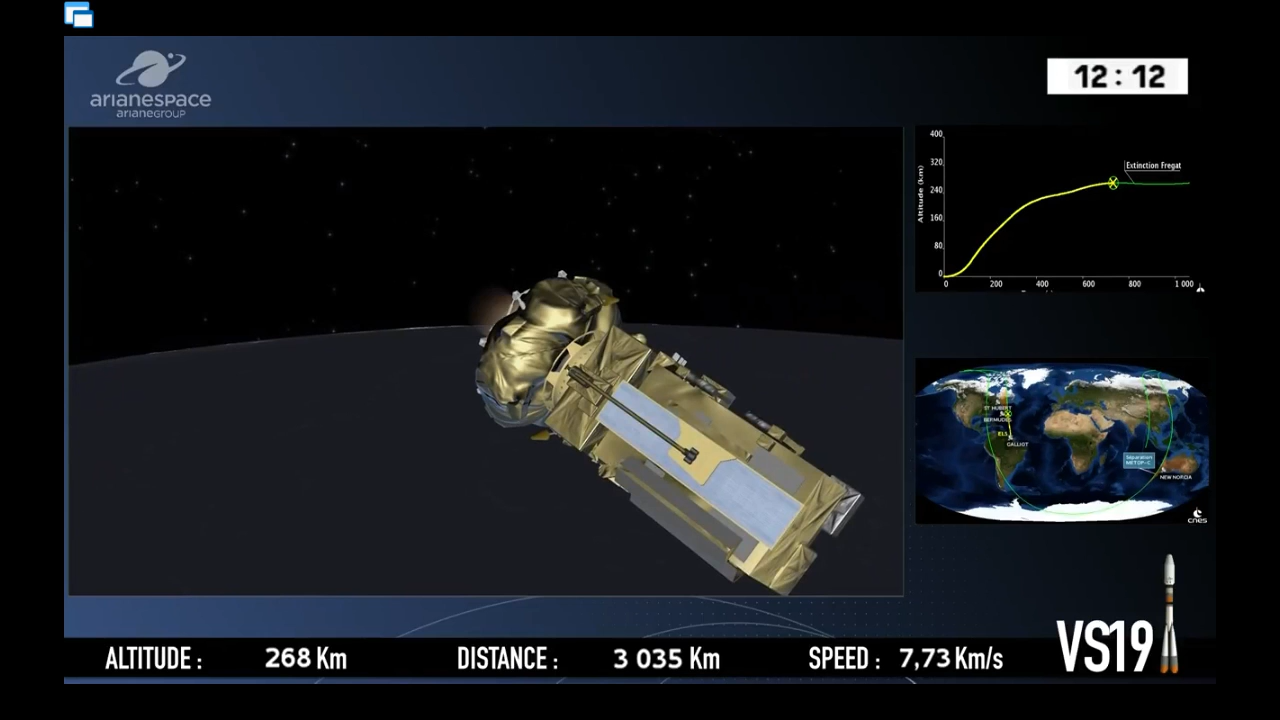 arianespace
arianeGROUP
12:12
400
320
240
160
80
0
Altitude (km)
Extinction Fregat
0 200 400 600 800 1 000
ST HUBERT
BERMUDES
GALLIOT
Separation
METOP-C
NEW NORCIA
cnes
VS19
ALTITUDE : 268 Km DISTANCE : 3 035 Km SPEED : 7,73 Km/s